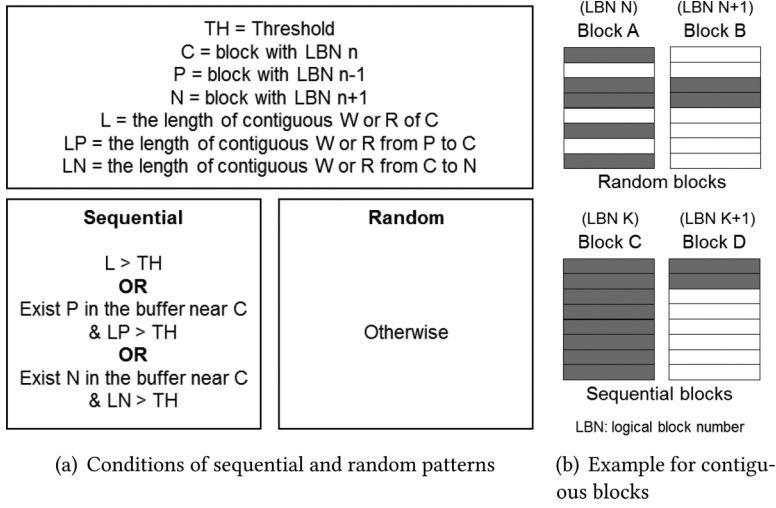 TH = Threshold
C = block with LBN n
P = block with LBN n-1
N = block with LBN n+1
L = the length of contiguous W or R of C
LP = the length of contiguous W or R from P to C
LN = the length of contiguous W or R from C to N
Sequential
L > TH
OR
Exist P in the buffer near C
& LP > TH
OR
Exist N in the buffer near C
& LN > TH
Random
Otherwise
(a) Conditions of sequential and random patterns
(LBN N) (LBN N+1)
Block A Block B
Random blocks
(LBN K) (LBN K+1)
Block C Block D
Sequential blocks
LBN: logical block number
(b) Example for contigu-
ous blocks